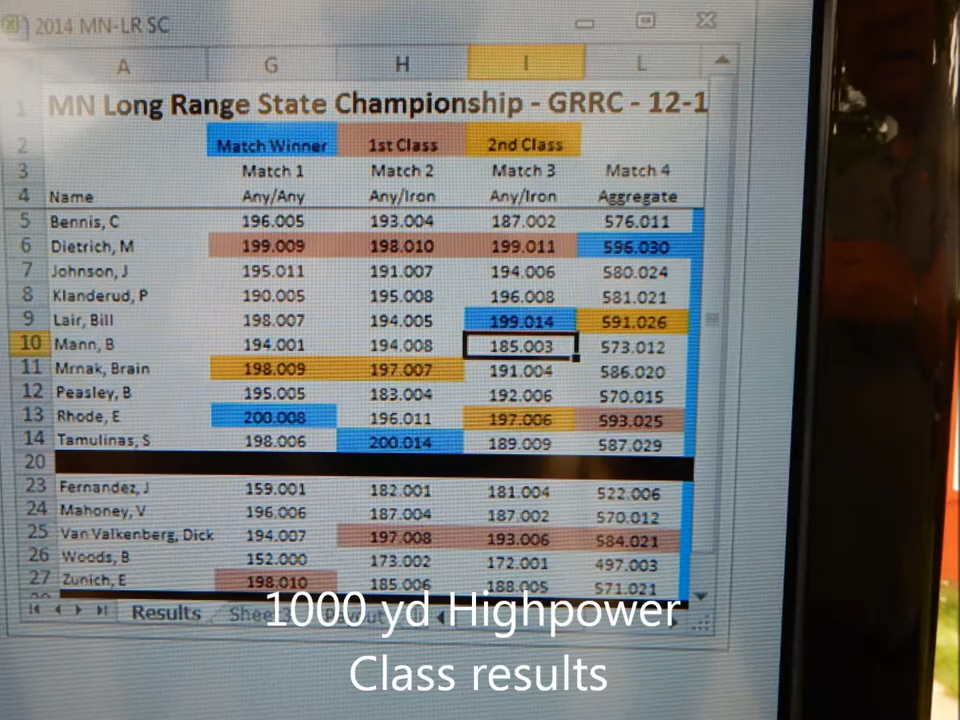 2014 MN-LR SC
A G H I L
1 MN Long Range State Championship - GRRC - 12-1
2 Match Winner 1st Class 2nd Class
3 Match 1 Match 2 Match 3 Match 4
4 Name Any/Any Any/Iron Any/Iron Aggregate
5 Bennis, C 196.005 193.004 187.002 576.011
6 Dietrich, M 199.009 198.010 199.011 596.030
7 Johnson, J 195.011 191.007 194.006 580.024
8 Klanderud, P 190.005 195.008 196.008 581.021
9 Lair, Bill 198.007 194.005 199.014 591.026
10 Mann, B 194.001 194.008 185.003 573.012
11 Mrnak, Brain 198.009 197.007 191.004 586.020
12 Peasley, B 195.005 183.004 192.006 570.015
13 Rhode, E 200.008 196.011 197.006 593.025
14 Tamulinas, S 198.006 200.014 189.009 587.029
20
23 Fernandez, J 159.001 182.001 181.004 522.006
24 Mahoney, V 196.006 187.004 187.002 570.012
25 Van Valkenberg, Dick 194.007 197.008 193.006 584.021
26 Woods, B 152.000 173.002 172.001 497.003
27 Zunich, E 198.010 185.006 188.005 571.021
Results
1000 yd Highpower
Class results